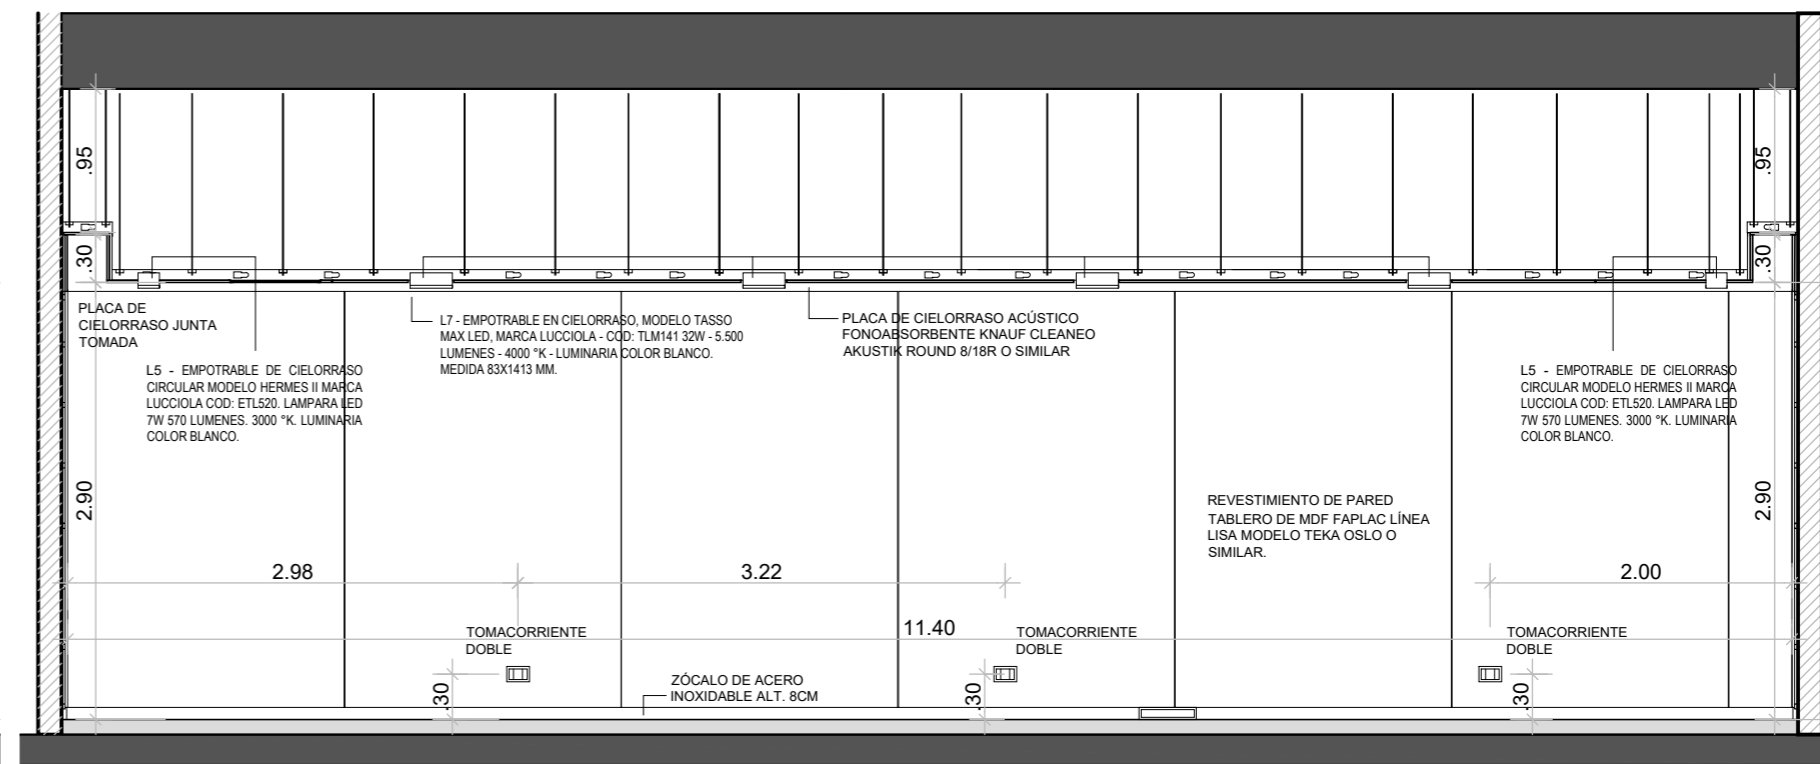 .95
.95
.30
.30
PLACA DE
CIELORRASO JUNTA
TOMADA
L7 - EMPOTRABLE EN CIELORRASO, MODELO TASSO
MAX LED, MARCA LUCCIOLA - COD: TLM141 32W - 5.500
LUMENES - 4000 °K - LUMINARIA COLOR BLANCO.
MEDIDA 83X1413 MM.
PLACA DE CIELORRASO ACÚSTICO
FONOABSORBENTE KNAUF CLEANEO
AKUSTIK ROUND 8/18R O SIMILAR
L5 - EMPOTRABLE DE CIELORRASO
CIRCULAR MODELO HERMES II MARCA
LUCCIOLA COD: ETL520. LAMPARA LED
7W 570 LUMENES. 3000 °K. LUMINARIA
COLOR BLANCO.
L5 - EMPOTRABLE DE CIELORRASO
CIRCULAR MODELO HERMES II MARCA
LUCCIOLA COD: ETL520. LAMPARA LED
7W 570 LUMENES. 3000 °K. LUMINARIA
COLOR BLANCO.
2.90
2.90
REVESTIMIENTO DE PARED
TABLERO DE MDF FAPLAC LÍNEA
LISA MODELO TEKA OSLO O
SIMILAR.
2.98
3.22
2.00
11.40
TOMACORRIENTE
DOBLE
TOMACORRIENTE
DOBLE
TOMACORRIENTE
DOBLE
ZÓCALO DE ACERO
INOXIDABLE ALT. 8CM
.30
.30
.30